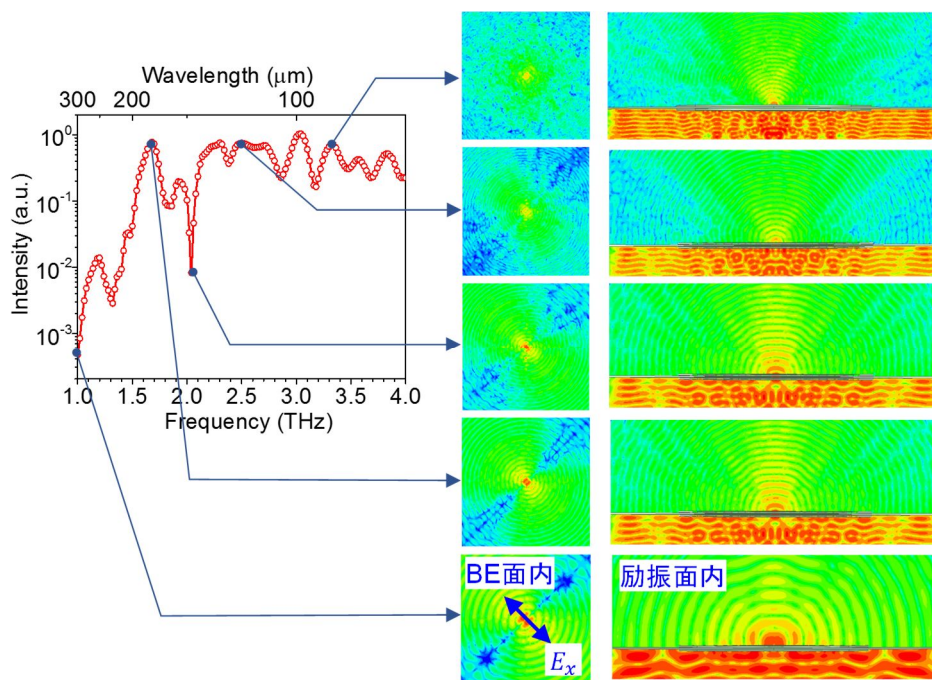 Wavelength (μm)
300 200 100
10⁰
10⁻¹
10⁻²
10⁻³
Intensity (a.u.)
1.0 1.5 2.0 2.5 3.0 3.5 4.0
Frequency (THz)
BE面内
Eₓ
励振面内